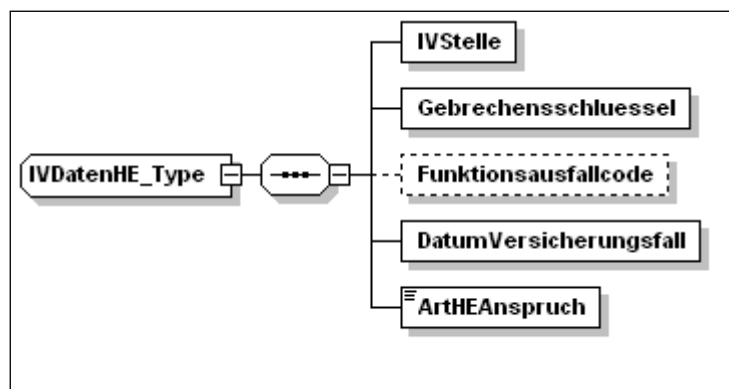 IVStelle
Gebrechensschluessel
IVDatenHE_Type
Funktionsausfallcode
DatumVersicherungsfall
ArtHEAnspruch